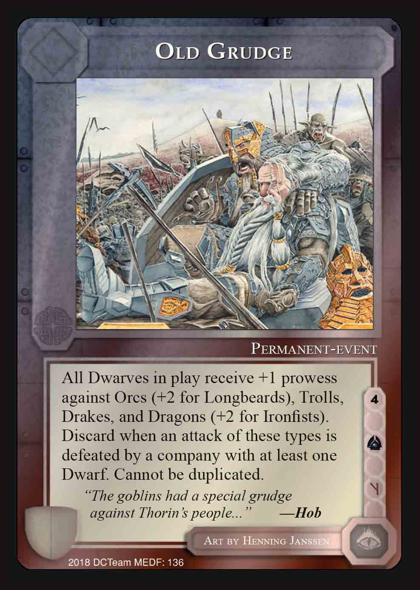 Old Grudge
Permanent-event
All Dwarves in play receive +1 prowess
against Orcs (+2 for Longbeards), Trolls,
Drakes, and Dragons (+2 for Ironfists).
Discard when an attack of these types is
defeated by a company with at least one
Dwarf. Cannot be duplicated.
4
“The goblins had a special grudge
against Thorin’s people...” —Hob
Art by Henning Janssen
2018 DCTeam MEDF: 136